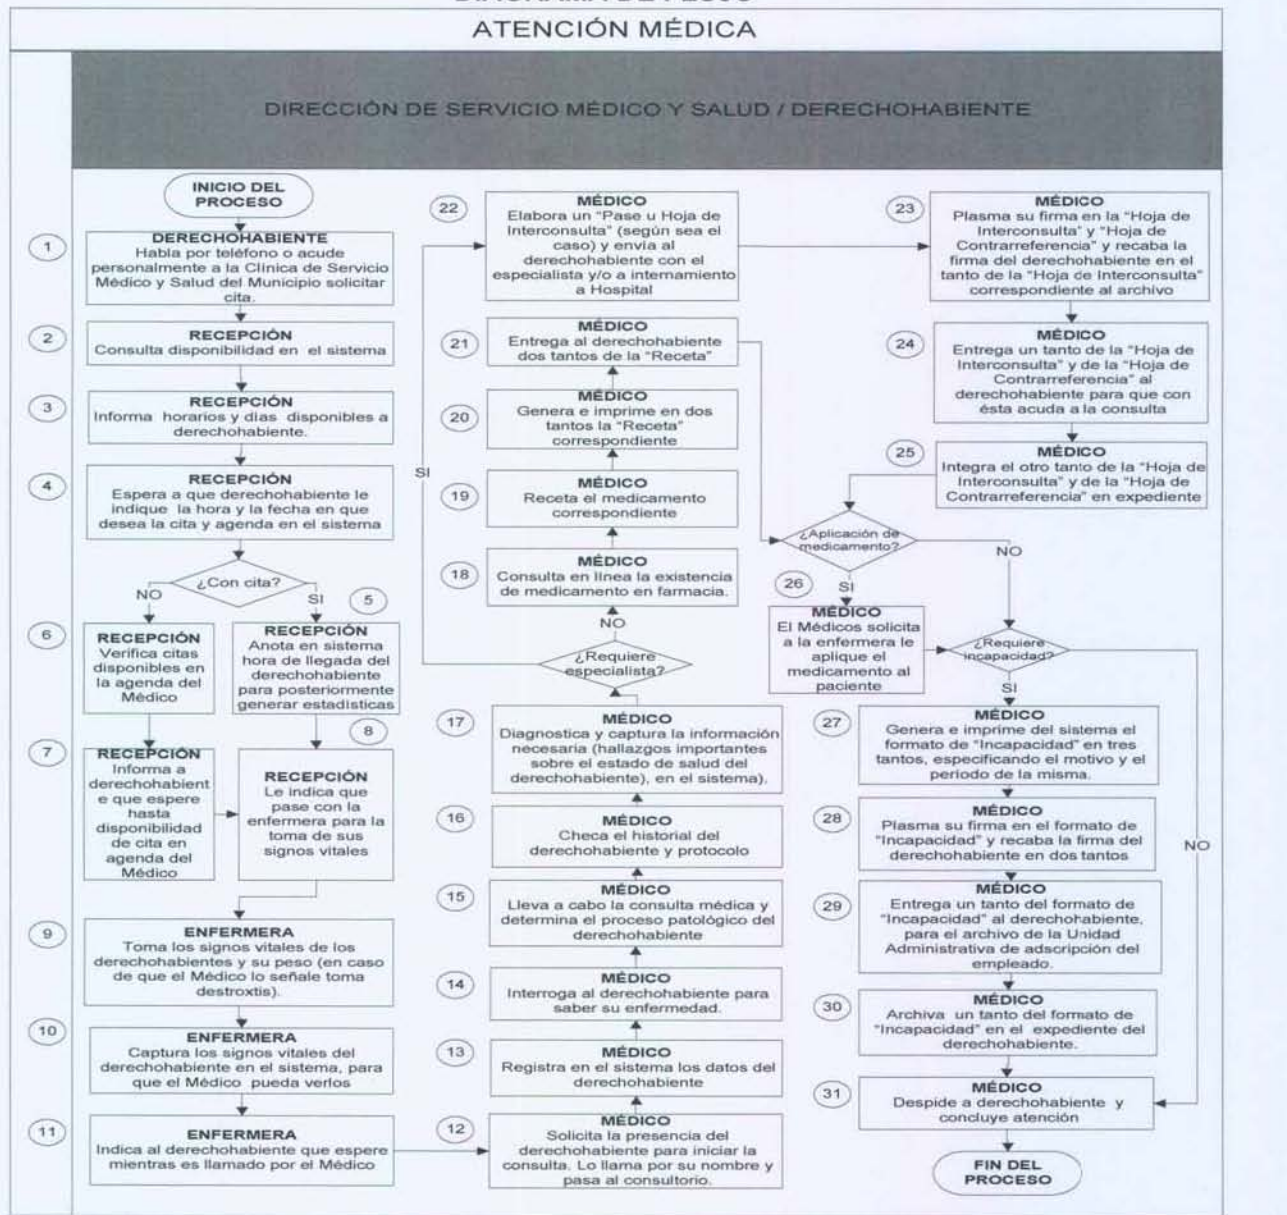 ATENCIÓN MÉDICA
DIRECCIÓN DE SERVICIO MÉDICO Y SALUD / DERECHOHABIENTE
INICIO DEL
PROCESO
1
DERECHOHABIENTE
Habla por teléfono o acude
personalmente a la Clínica de Servicio
Médico y Salud del Municipio solicitar
cita.
2
RECEPCIÓN
Consulta disponibilidad en el sistema
3
RECEPCIÓN
Informa horarios y días disponibles a
derechohabiente.
4
RECEPCIÓN
Espera a que derechohabiente le
indique la hora y la fecha en que
desea la cita y agenda en el sistema
¿Con cita?
NO
SI
5
RECEPCIÓN
Anota en sistema
hora de llegada del
derechohabiente
para posteriormente
generar estadísticas
6
RECEPCIÓN
Verifica citas
disponibles en
la agenda del
Médico
7
RECEPCIÓN
Informa a
derechohabient
e que espere
hasta
disponibilidad
de cita en
agenda del
Médico
8
RECEPCIÓN
Le indica que
pase con la
enfermera para la
toma de sus
signos vitales
9
ENFERMERA
Toma los signos vitales de los
derechohabientes y su peso (en caso
de que el Médico lo señale toma
destroxtis).
10
ENFERMERA
Captura los signos vitales del
derechohabiente en el sistema, para
que el Médico pueda verlos
11
ENFERMERA
Indica al derechohabiente que espere
mientras es llamado por el Médico
12
MÉDICO
Solicita la presencia del
derechohabiente para iniciar la
consulta. Lo llama por su nombre y
pasa al consultorio.
13
MÉDICO
Registra en el sistema los datos del
derechohabiente
14
MÉDICO
Interroga al derechohabiente para
saber su enfermedad.
15
MÉDICO
Lleva a cabo la consulta médica y
determina el proceso patológico del
derechohabiente
16
MÉDICO
Checa el historial del
derechohabiente y protocolo
17
MÉDICO
Diagnostica y captura la información
necesaria (hallazgos importantes
sobre el estado de salud del
derechohabiente), en el sistema).
¿Requiere
especialista?
NO
SI
18
MÉDICO
Consulta en línea la existencia
de medicamento en farmacia.
19
MÉDICO
Receta el medicamento
correspondiente
20
MÉDICO
Genera e imprime en dos
tantos la “Receta”
correspondiente
21
MÉDICO
Entrega al derechohabiente
dos tantos de la “Receta”
22
MÉDICO
Elabora un “Pase u Hoja de
Interconsulta” (según sea el
caso) y envía al
derechohabiente con el
especialista y/o a internamiento
a Hospital
23
MÉDICO
Plasma su firma en la “Hoja de
Interconsulta” y “Hoja de
Contrarreferencia” y recaba la
firma del derechohabiente en el
tanto de la “Hoja de Interconsulta”
correspondiente al archivo
24
MÉDICO
Entrega un tanto de la “Hoja de
Interconsulta” y de la “Hoja de
Contrarreferencia” al
derechohabiente para que con
ésta acuda a la consulta
25
MÉDICO
Integra el otro tanto de la “Hoja de
Interconsulta” y de la “Hoja de
Contrarreferencia” en expediente
¿Aplicación de
medicamento?
NO
SI
26
MÉDICO
El Médicos solicita
a la enfermera le
aplique el
medicamento al
paciente
¿Requiere
incapacidad?
SI
NO
27
MÉDICO
Genera e imprime del sistema el
formato de “Incapacidad” en tres
tantos, especificando el motivo y el
periodo de la misma.
28
MÉDICO
Plasma su firma en el formato de
“Incapacidad” y recaba la firma del
derechohabiente en dos tantos
29
MÉDICO
Entrega un tanto del formato de
“Incapacidad” al derechohabiente,
para el archivo de la Unidad
Administrativa de adscripción del
empleado.
30
MÉDICO
Archiva un tanto del formato de
“Incapacidad” en el expediente del
derechohabiente.
31
MÉDICO
Despide a derechohabiente y
concluye atención
FIN DEL
PROCESO